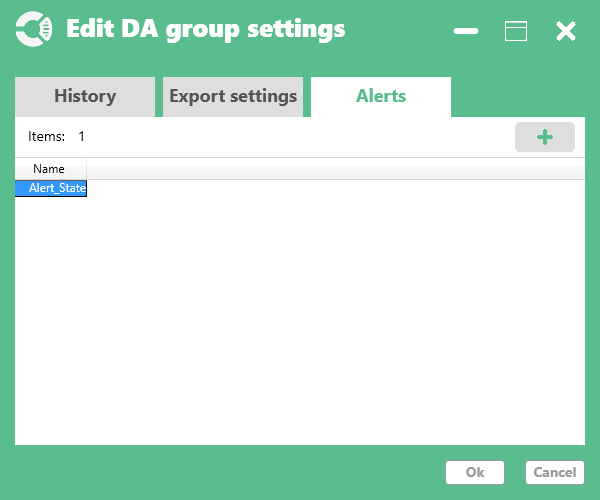 Edit DA group settings
History Export settings Alerts
Items: 1
Name
Alert_State
Ok Cancel